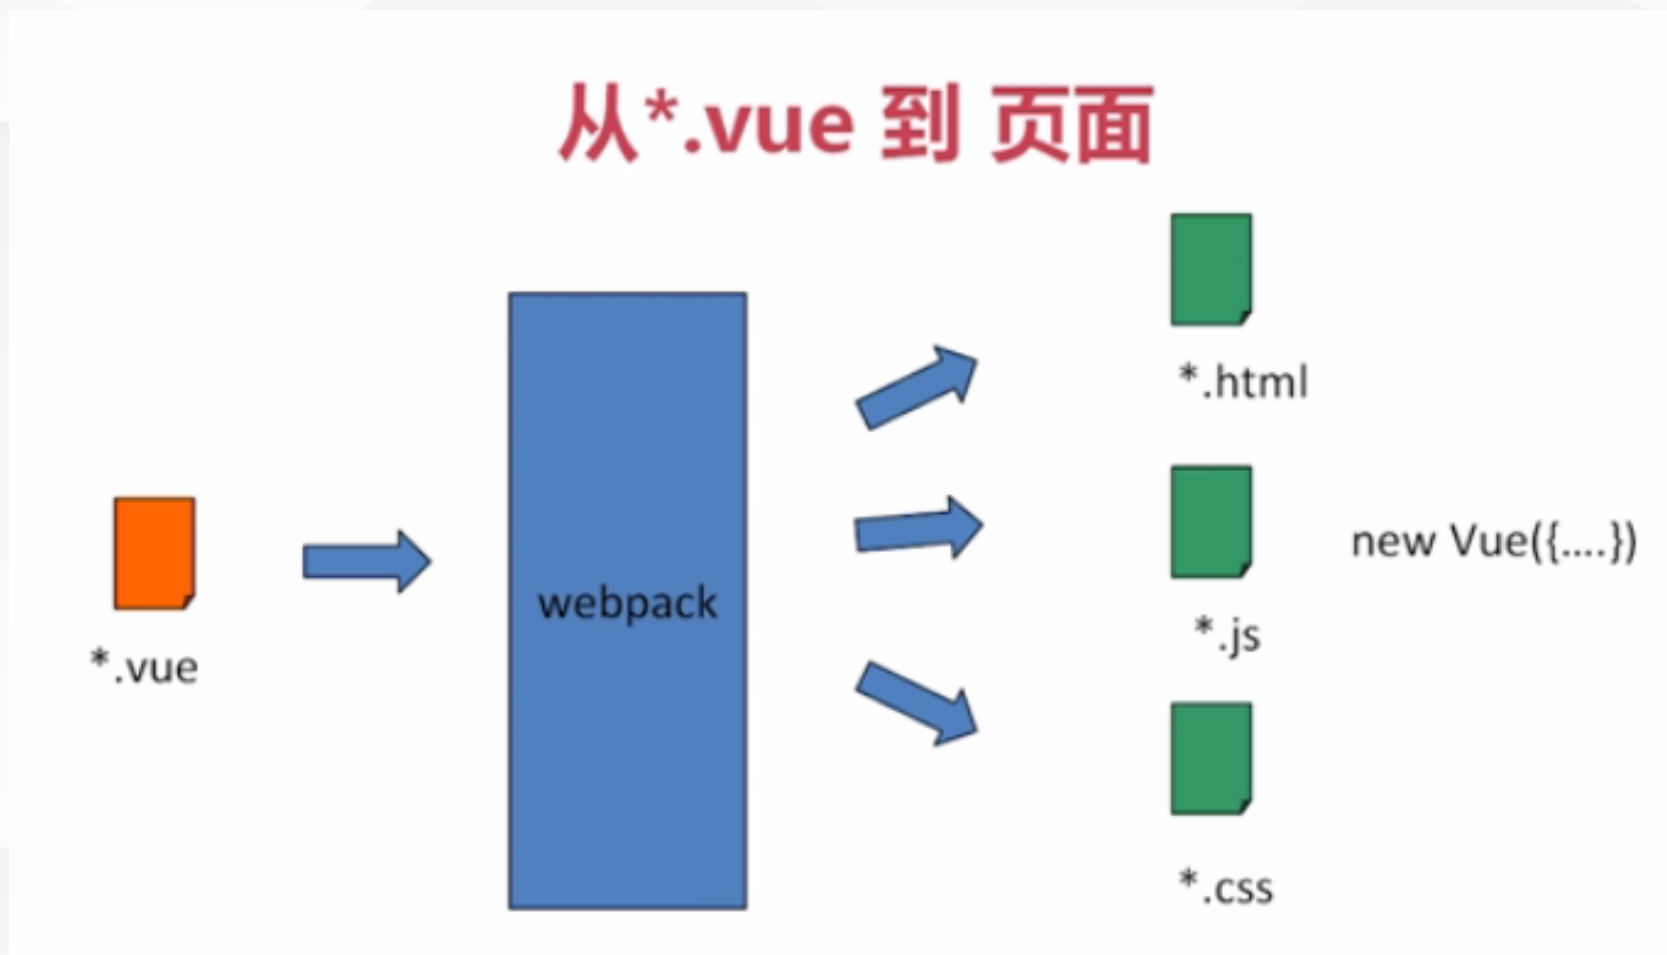 从*.vue 到 页面
*.vue
webpack
*.html
*.js
new Vue({....})
*.css